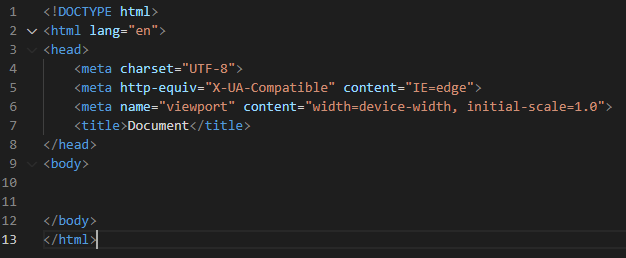 1 <!DOCTYPE html>
2 <html lang="en">
3 <head>
4     <meta charset="UTF-8">
5     <meta http-equiv="X-UA-Compatible" content="IE=edge">
6     <meta name="viewport" content="width=device-width, initial-scale=1.0">
7     <title>Document</title>
8 </head>
9 <body>
10
11
12 </body>
13 </html>